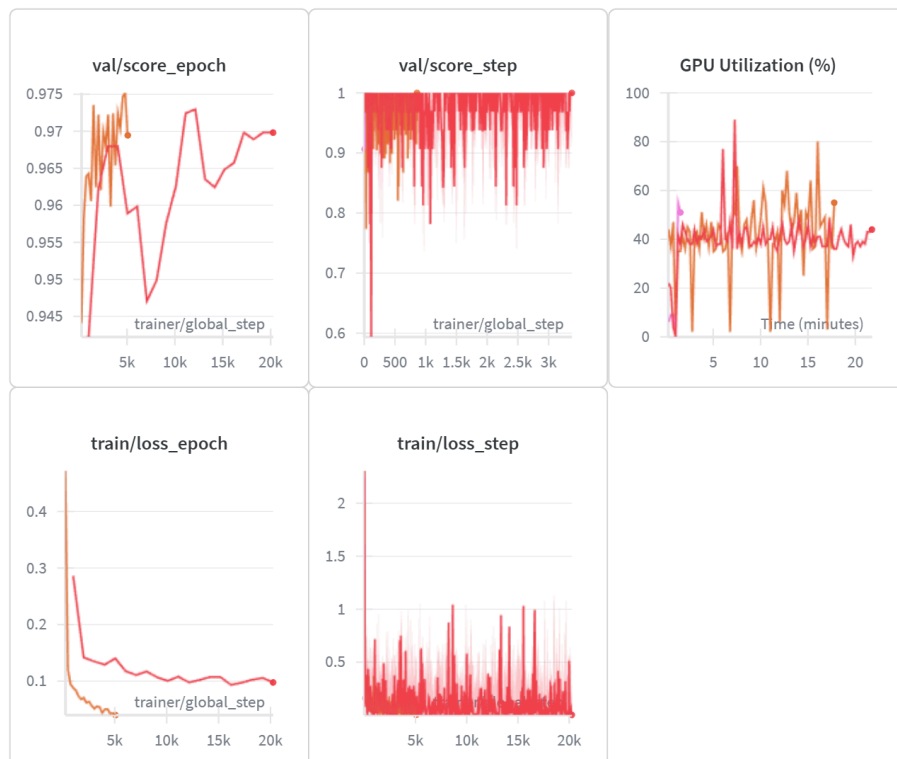 val/score_epoch
0.975
0.97
0.965
0.96
0.955
0.95
0.945
trainer/global_step
5k 10k 15k 20k
val/score_step
1
0.9
0.8
0.7
0.6
trainer/global_step
0 500 1k 1.5k 2k 2.5k 3k
GPU Utilization (%)
100
80
60
40
20
0
Time (minutes)
5 10 15 20
train/loss_epoch
0.4
0.3
0.2
0.1
trainer/global_step
5k 10k 15k 20k
train/loss_step
2
1.5
1
0.5
5k 10k 15k 20k